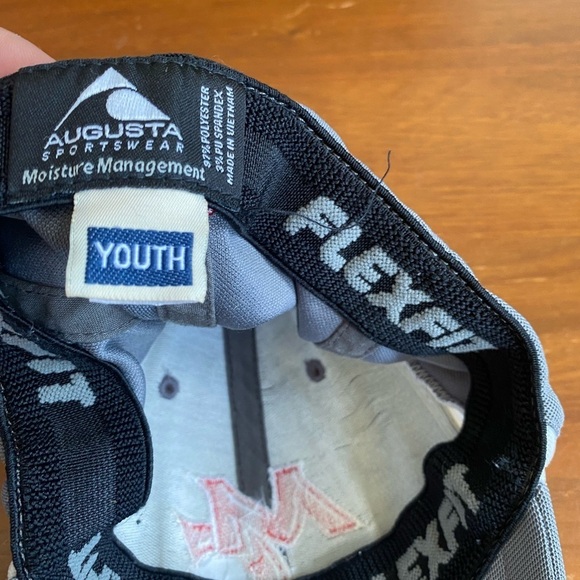 AUGUSTA
SPORTSWEAR
Moisture Management
97% POLYESTER
3% PU SPANDEX
MADE IN VIETNAM
YOUTH
FLEXFIT
FLEXFIT